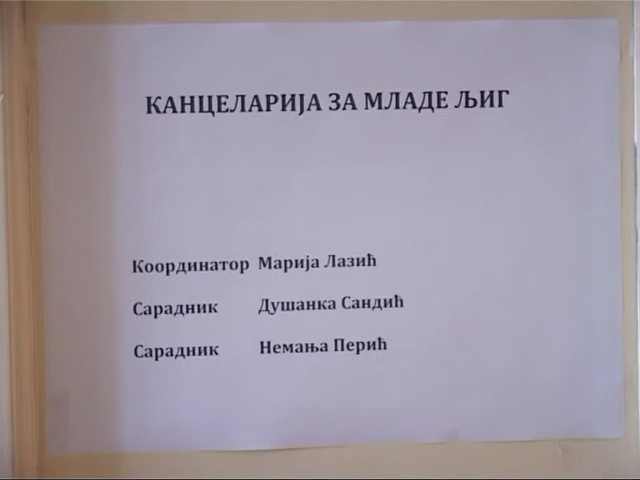 КАНЦЕЛАРИЈА ЗА МЛАДЕ ЉИГ
Координатор Марија Лазић
Сарадник Душанка Сандић
Сарадник Немања Перић